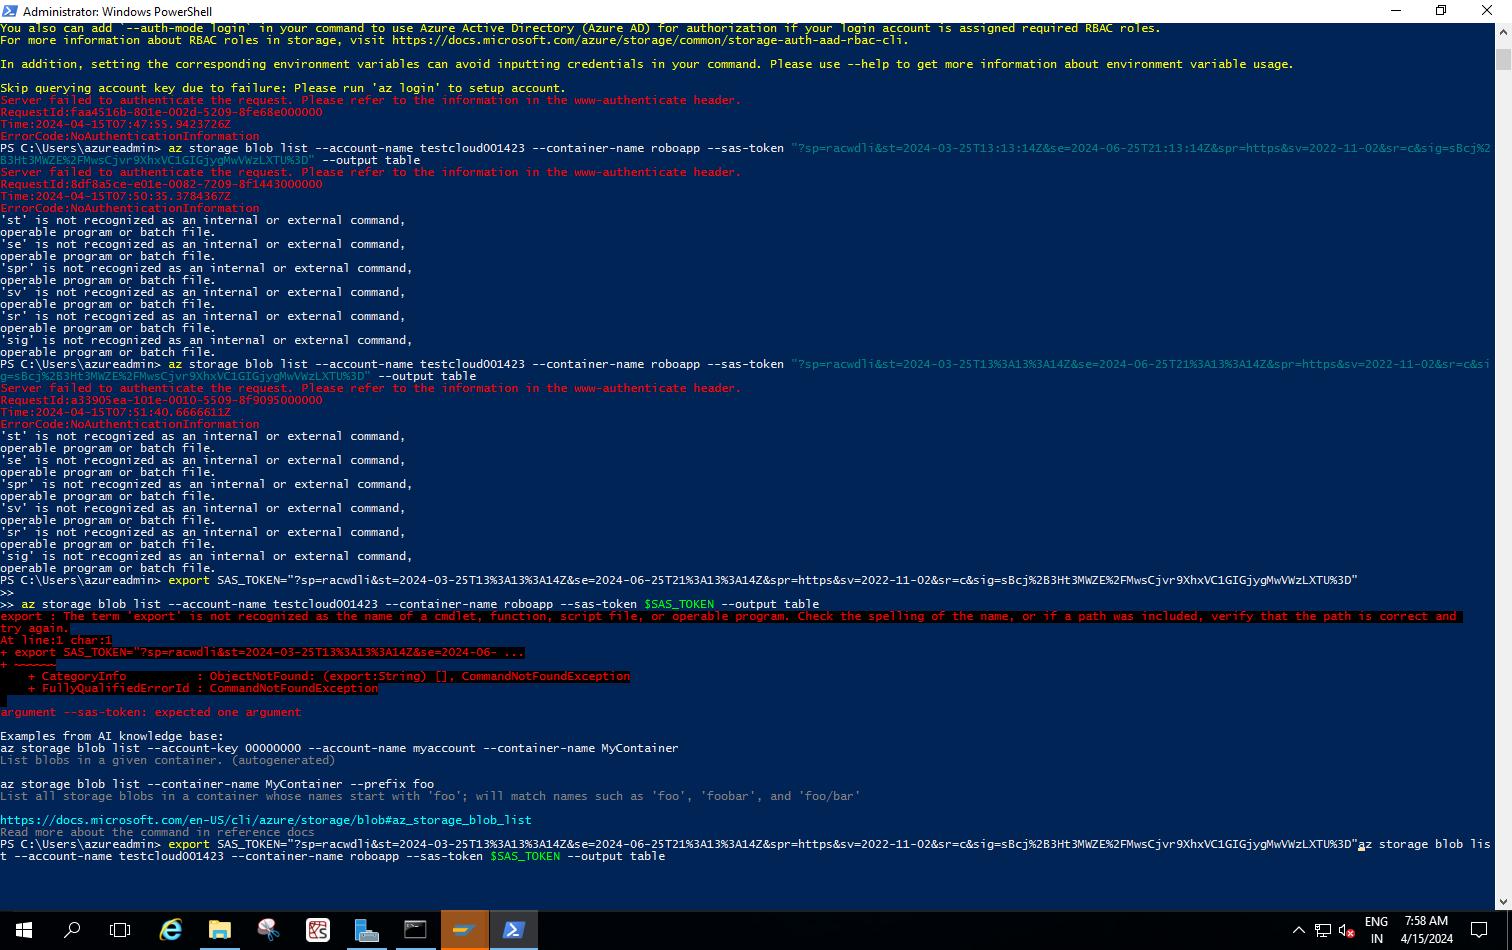 Administrator: Windows PowerShell
You also can add `--auth-mode login` in your command to use Azure Active Directory (Azure AD) for authorization if your login account is assigned required RBAC roles.
For more information about RBAC roles in storage, visit https://docs.microsoft.com/azure/storage/common/storage-auth-aad-rbac-cli.
In addition, setting the corresponding environment variables can avoid inputting credentials in your command. Please use --help to get more information about environment variable usage.
Skip querying account key due to failure: Please run 'az login' to setup account.
Server failed to authenticate the request. Please refer to the information in the www-authenticate header.
RequestId:faa4516b-801e-002d-5209-8fe68e000000
Time:2024-04-15T07:47:55.9423726Z
ErrorCode:NoAuthenticationInformation
PS C:\Users\azureadmin> az storage blob list --account-name testcloud001423 --container-name roboapp --sas-token "?sp=racwdli&st=2024-03-25T13:13:14Z&se=2024-06-25T21:13:14Z&spr=https&sv=2022-11-02&sr=c&sig=sBcj%2
B3Ht3MWZE%2FMwsCjvr9XhxVC1GIGjygMwVWzLXTU%3D" --output table
Server failed to authenticate the request. Please refer to the information in the www-authenticate header.
RequestId:8df8a5ce-e01e-0082-7209-8f1443000000
Time:2024-04-15T07:50:35.3784367Z
ErrorCode:NoAuthenticationInformation
'st' is not recognized as an internal or external command,
operable program or batch file.
'se' is not recognized as an internal or external command,
operable program or batch file.
'spr' is not recognized as an internal or external command,
operable program or batch file.
'sv' is not recognized as an internal or external command,
operable program or batch file.
'sr' is not recognized as an internal or external command,
operable program or batch file.
'sig' is not recognized as an internal or external command,
operable program or batch file.
PS C:\Users\azureadmin> az storage blob list --account-name testcloud001423 --container-name roboapp --sas-token "?sp=racwdli&st=2024-03-25T13%3A13%3A14Z&se=2024-06-25T21%3A13%3A14Z&spr=https&sv=2022-11-02&sr=c&si
g=sBcj%2B3Ht3MWZE%2FMwsCjvr9XhxVC1GIGjygMwVWzLXTU%3D" --output table
Server failed to authenticate the request. Please refer to the information in the www-authenticate header.
RequestId:a33905ea-101e-0010-5509-8f9095000000
Time:2024-04-15T07:51:40.6666611Z
ErrorCode:NoAuthenticationInformation
'st' is not recognized as an internal or external command,
operable program or batch file.
'se' is not recognized as an internal or external command,
operable program or batch file.
'spr' is not recognized as an internal or external command,
operable program or batch file.
'sv' is not recognized as an internal or external command,
operable program or batch file.
'sr' is not recognized as an internal or external command,
operable program or batch file.
'sig' is not recognized as an internal or external command,
operable program or batch file.
PS C:\Users\azureadmin> export SAS_TOKEN="?sp=racwdli&st=2024-03-25T13%3A13%3A14Z&se=2024-06-25T21%3A13%3A14Z&spr=https&sv=2022-11-02&sr=c&sig=sBcj%2B3Ht3MWZE%2FMwsCjvr9XhxVC1GIGjygMwVWzLXTU%3D"
>>
>> az storage blob list --account-name testcloud001423 --container-name roboapp --sas-token $SAS_TOKEN --output table
export : The term 'export' is not recognized as the name of a cmdlet, function, script file, or operable program. Check the spelling of the name, or if a path was included, verify that the path is correct and
try again.
At line:1 char:1
+ export SAS_TOKEN="?sp=racwdli&st=2024-03-25T13%3A13%3A14Z&se=2024-06- ...
+ ~~~~~~
+ CategoryInfo : ObjectNotFound: (export:String) [], CommandNotFoundException
+ FullyQualifiedErrorId : CommandNotFoundException
argument --sas-token: expected one argument
Examples from AI knowledge base:
az storage blob list --account-key 00000000 --account-name myaccount --container-name MyContainer
List blobs in a given container. (autogenerated)
az storage blob list --container-name MyContainer --prefix foo
List all storage blobs in a container whose names start with 'foo'; will match names such as 'foo', 'foobar', and 'foo/bar'
https://docs.microsoft.com/en-US/cli/azure/storage/blob#az_storage_blob_list
Read more about the command in reference docs
PS C:\Users\azureadmin> export SAS_TOKEN="?sp=racwdli&st=2024-03-25T13%3A13%3A14Z&se=2024-06-25T21%3A13%3A14Z&spr=https&sv=2022-11-02&sr=c&sig=sBcj%2B3Ht3MWZE%2FMwsCjvr9XhxVC1GIGjygMwVWzLXTU%3D"az storage blob lis
t --account-name testcloud001423 --container-name roboapp --sas-token $SAS_TOKEN --output table
ENG
IN
7:58 AM
4/15/2024